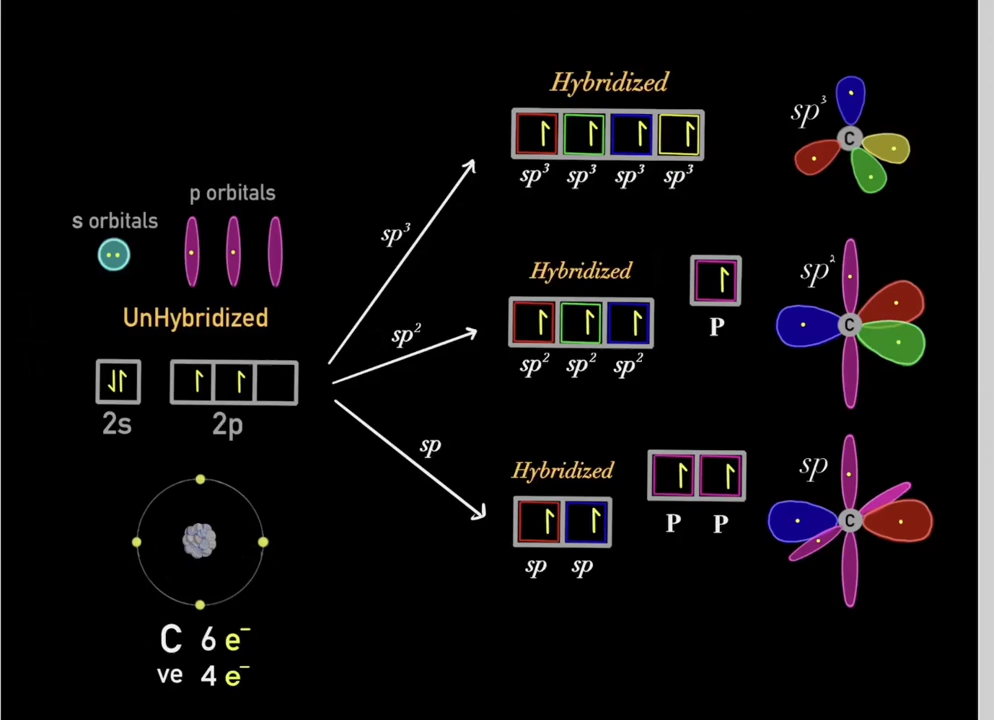 s orbitals
p orbitals
UnHybridized
2s
2p
C 6 e⁻
ve 4 e⁻
sp³
sp²
sp
Hybridized
sp³ sp³ sp³ sp³
sp³
C
Hybridized
sp² sp² sp²
P
sp²
C
Hybridized
sp sp
P P
sp
C